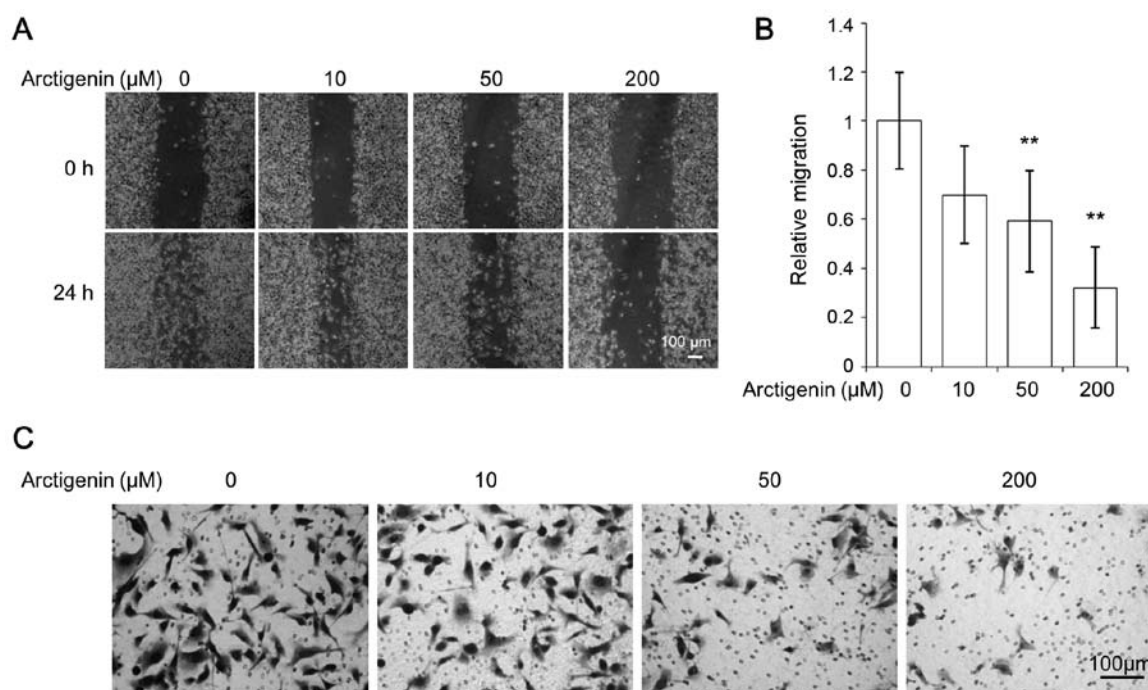 A
Arctigenin (μM) 0 10 50 200
0 h
24 h
100 μm
B
1.4
1.2
1
0.8
0.6
0.4
0.2
0
Relative migration
** 
**
Arctigenin (μM) 0 10 50 200
C
Arctigenin (μM) 0 10 50 200
100μm